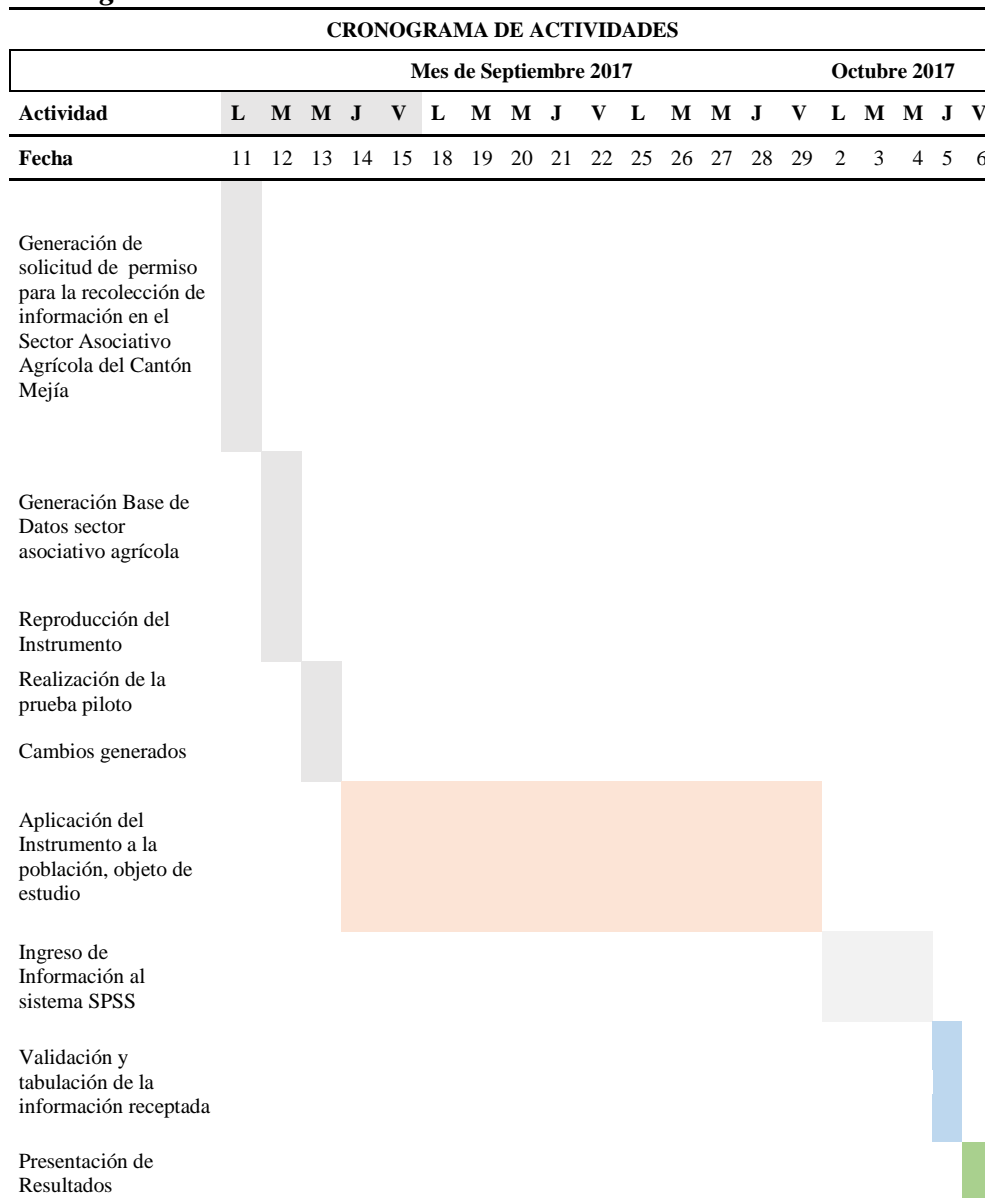 CRONOGRAMA DE ACTIVIDADES
Mes de Septiembre 2017 Octubre 2017
Actividad L M M J V L M M J V L M M J V L M M J V
Fecha 11 12 13 14 15 18 19 20 21 22 25 26 27 28 29 2 3 4 5 6
Generación de
solicitud de permiso
para la recolección de
información en el
Sector Asociativo
Agrícola del Cantón
Mejía
Generación Base de
Datos sector
asociativo agrícola
Reproducción del
Instrumento
Realización de la
prueba piloto
Cambios generados
Aplicación del
Instrumento a la
población, objeto de
estudio
Ingreso de
Información al
sistema SPSS
Validación y
tabulación de la
información receptada
Presentación de
Resultados